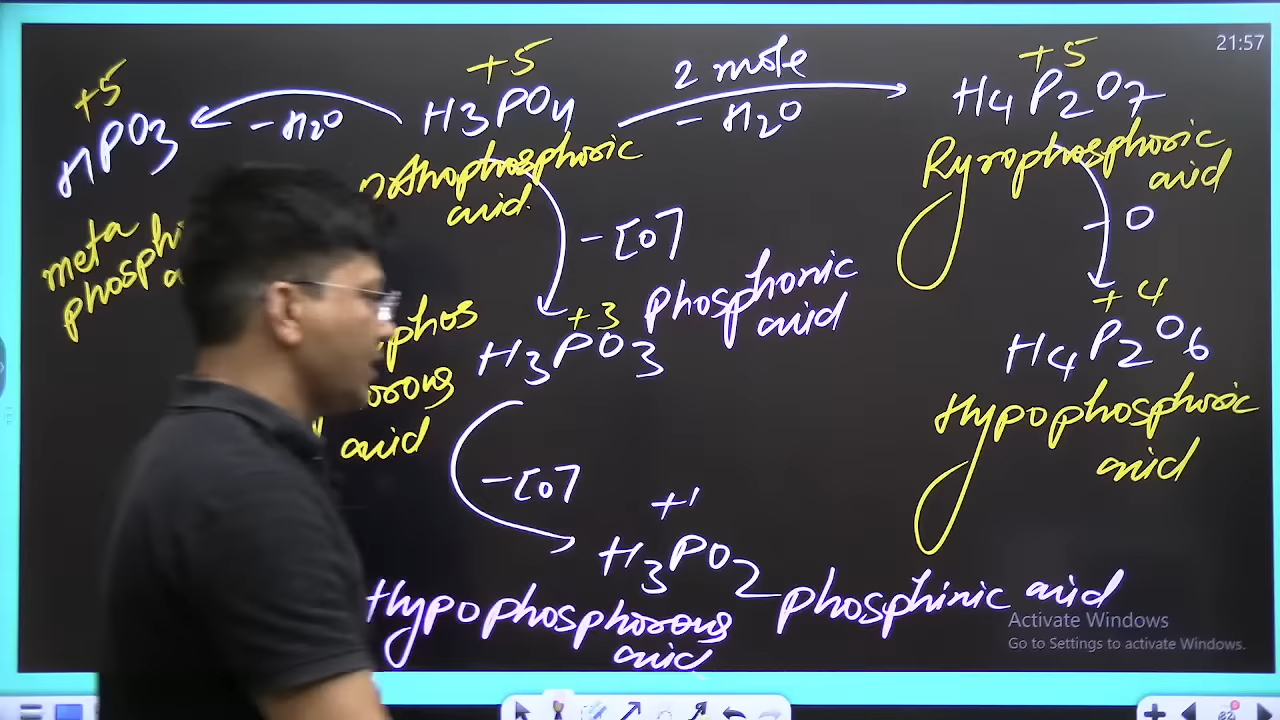 21:57
+5
HPO3
- H2O
+5
H3PO4
2 mole
- H2O
+5
H4P2O7
orthophosphoric
acid
Pyrophosphoric
acid
meta
- [O]
- O
phosphonic
acid
+3
H3PO3
acid
+4
H4P2O6
Hypophosphoric
acid
- [O]
+1
H3PO2
Hypophosphorous
acid
phosphinic acid
Activate Windows
Go to Settings to activate Windows.